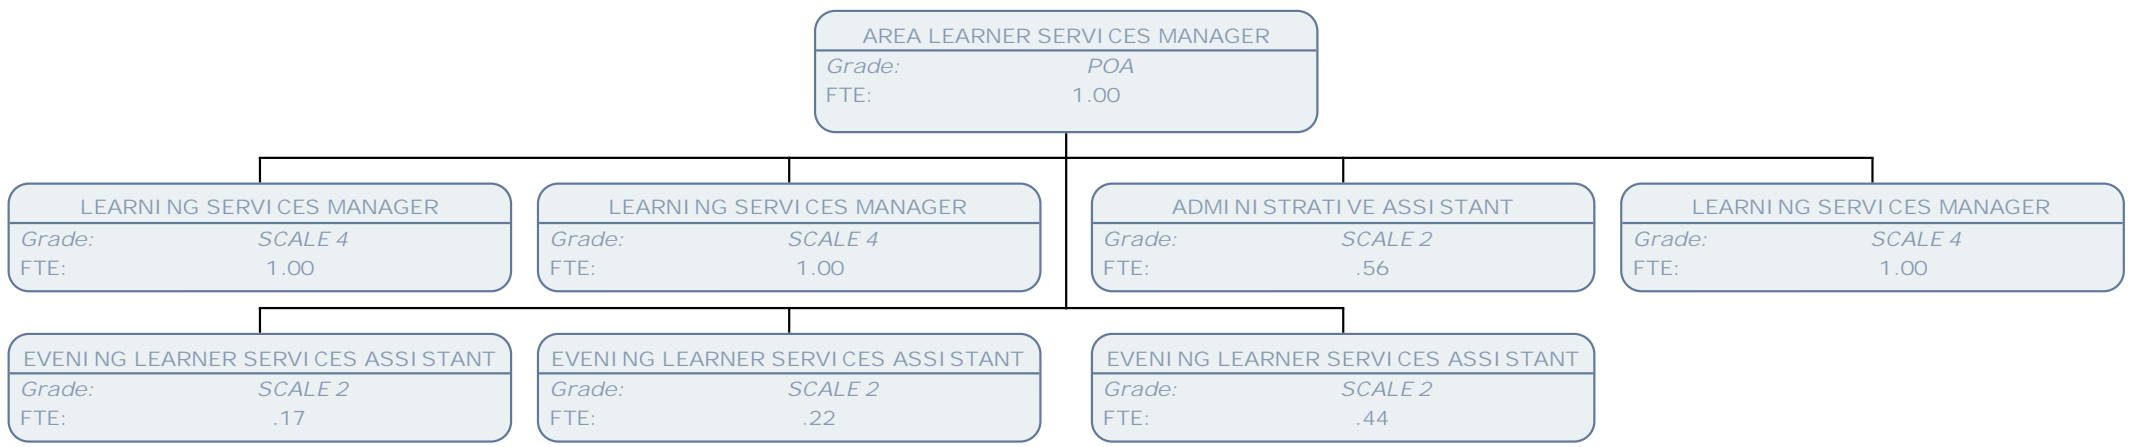 AREA LEARNER SERVICES MANAGER
Grade: POA
FTE: 1.00
LEARNING SERVICES MANAGER
Grade: SCALE 4
FTE: 1.00
LEARNING SERVICES MANAGER
Grade: SCALE 4
FTE: 1.00
ADMINISTRATIVE ASSISTANT
Grade: SCALE 2
FTE: .56
LEARNING SERVICES MANAGER
Grade: SCALE 4
FTE: 1.00
EVENING LEARNER SERVICES ASSISTANT
Grade: SCALE 2
FTE: .17
EVENING LEARNER SERVICES ASSISTANT
Grade: SCALE 2
FTE: .22
EVENING LEARNER SERVICES ASSISTANT
Grade: SCALE 2
FTE: .44